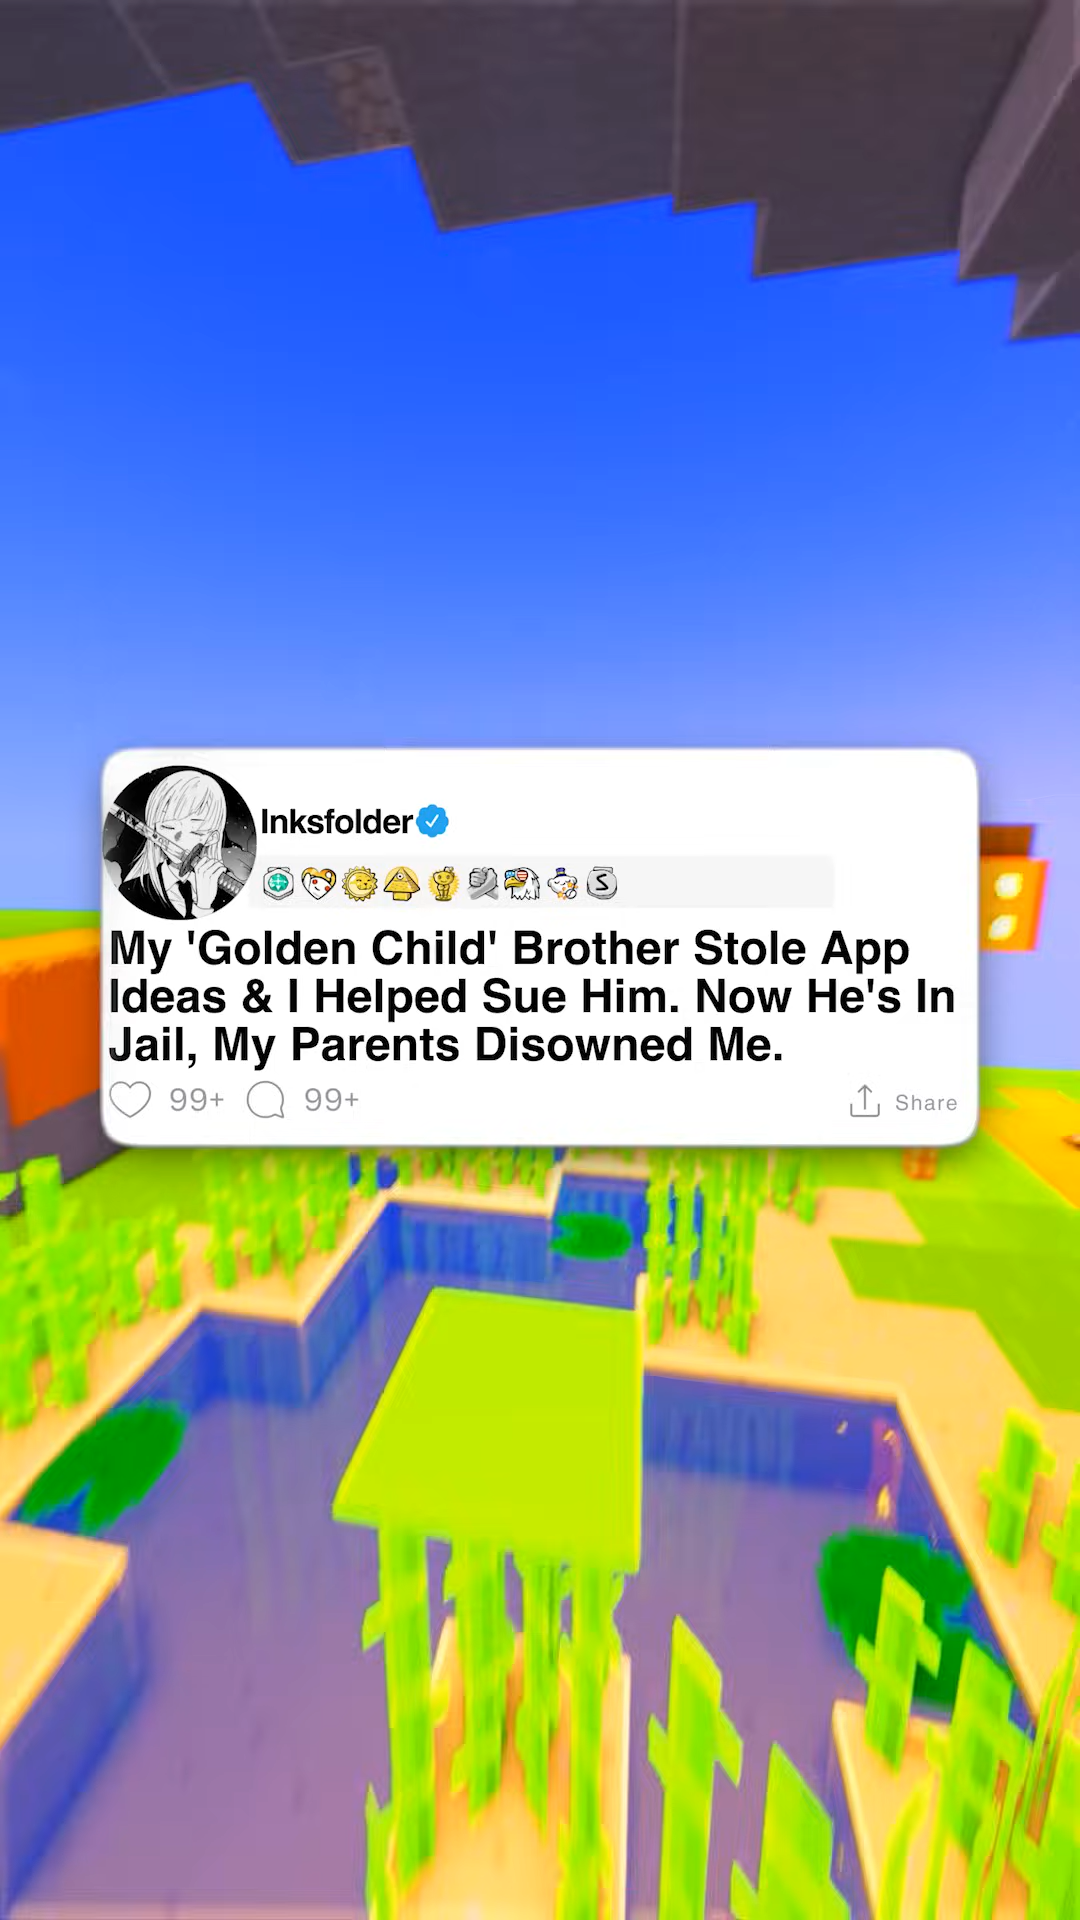 Inksfolder
My 'Golden Child' Brother Stole App
Ideas & I Helped Sue Him. Now He's In
Jail, My Parents Disowned Me.
99+ 99+ Share